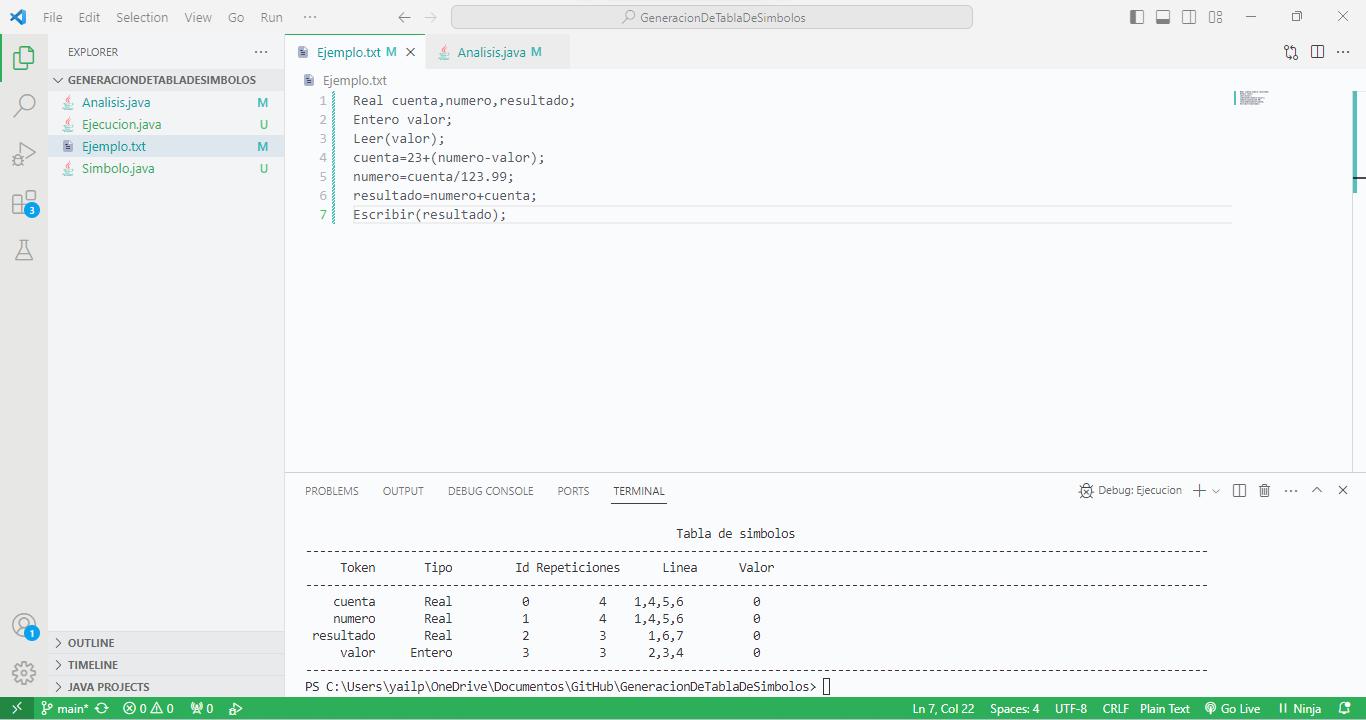 File Edit Selection View Go Run ··· GeneracionDeTablaDeSimbolos
EXPLORER
GENERACIONDETABLADESIMBOLOS
Analisis.java M
Ejecucion.java U
Ejemplo.txt M
Simbolo.java U
3
1
OUTLINE
TIMELINE
JAVA PROJECTS
Ejemplo.txt M Analisis.java M
Ejemplo.txt
1 Real cuenta,numero,resultado;
2 Entero valor;
3 Leer(valor);
4 cuenta=23+(numero-valor);
5 numero=cuenta/123.99;
6 resultado=numero+cuenta;
7 Escribir(resultado);
PROBLEMS OUTPUT DEBUG CONSOLE PORTS TERMINAL Debug: Ejecucion
Tabla de simbolos
Token Tipo Id Repeticiones Linea Valor
cuenta Real 0 4 1,4,5,6 0
numero Real 1 4 1,4,5,6 0
resultado Real 2 3 1,6,7 0
valor Entero 3 3 2,3,4 0
PS C:\Users\yailp\OneDrive\Documentos\GitHub\GeneracionDeTablaDeSimbolos>
main* 0 0 0 Ln 7, Col 22 Spaces: 4 UTF-8 CRLF Plain Text Go Live Ninja